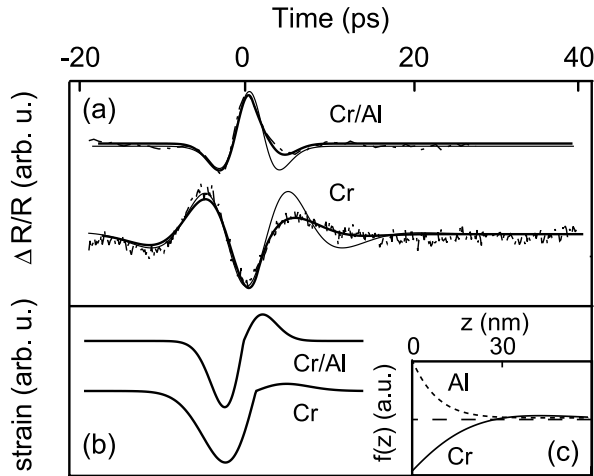 Time (ps)
-20 0 20 40
(a)
Cr/Al
Cr
Δ R/R (arb. u.)
strain (arb. u.)
Cr/Al
Cr
(b)
z (nm)
0 30
f(z) (a.u.)
Al
Cr
(c)